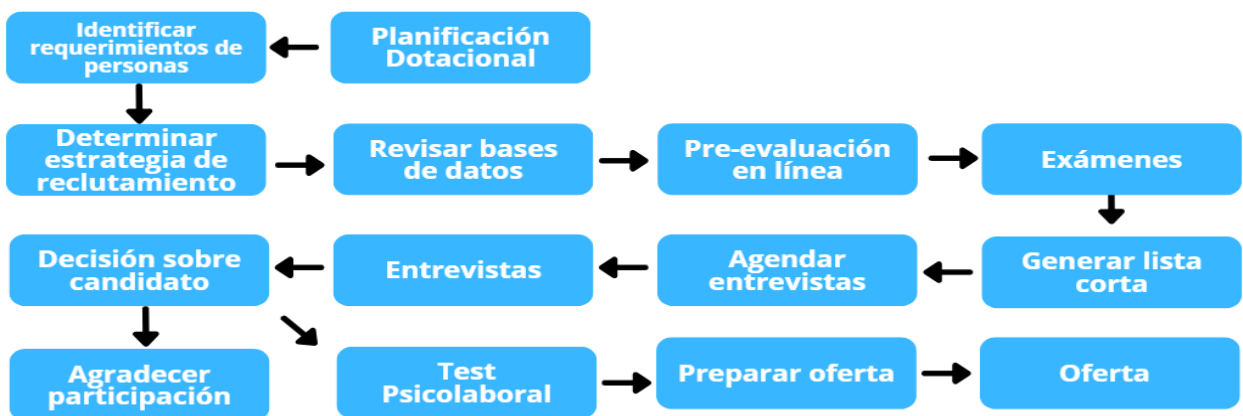 Identificar
requerimientos de
personas
Planificación
Dotacional
Determinar
estrategia de
reclutamiento
Revisar bases
de datos
Pre-evaluación
en línea
Exámenes
Decisión sobre
candidato
Entrevistas
Agendar
entrevistas
Generar lista
corta
Agradecer
participación
Test
Psicolaboral
Preparar oferta
Oferta